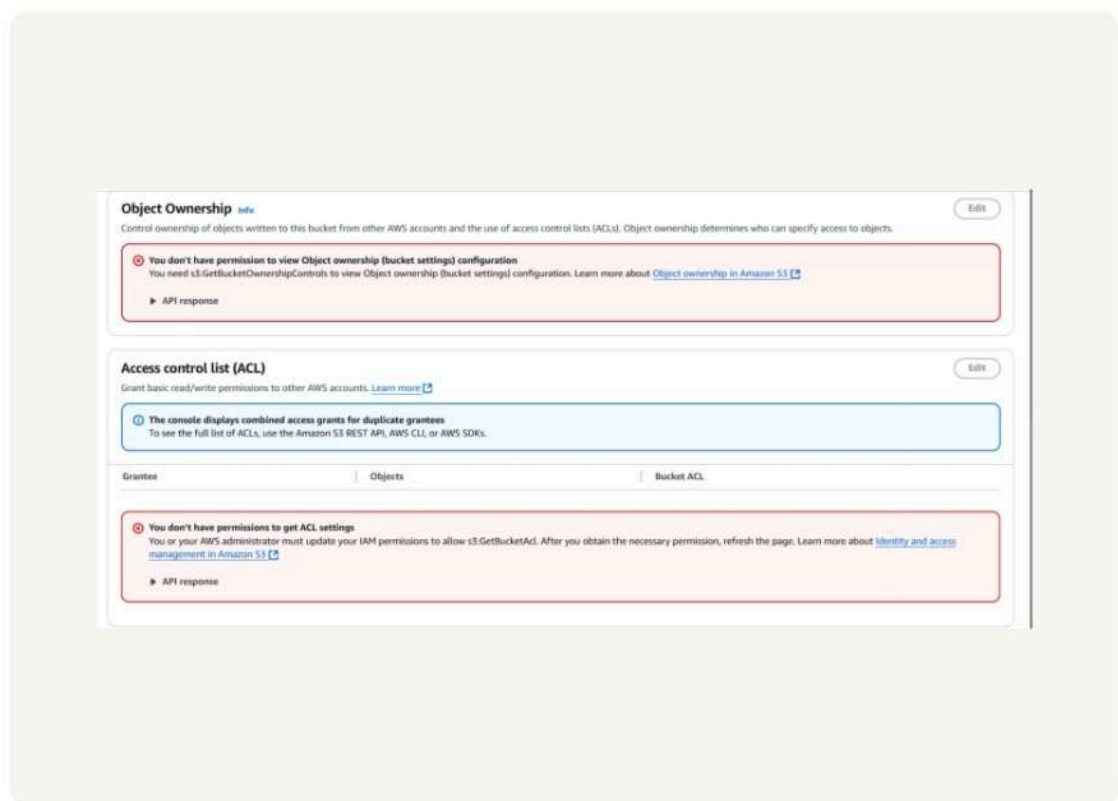 Object Ownership Info
Edit
Control ownership of objects written to this bucket from other AWS accounts and the use of access control lists (ACLs). Object ownership determines who can specify access to objects.
You don't have permission to view Object ownership (bucket settings) configuration
You need s3:GetBucketOwnershipControls to view Object ownership (bucket settings) configuration. Learn more about Object ownership in Amazon S3
API response
Access control list (ACL)
Edit
Grant basic read/write permissions to other AWS accounts. Learn more
The console displays combined access grants for duplicate grantees
To see the full list of ACLs, use the Amazon S3 REST API, AWS CLI, or AWS SDKs.
Grantee Objects Bucket ACL
You don't have permissions to get ACL settings
You or your AWS administrator must update your IAM permissions to allow s3:GetBucketAcl. After you obtain the necessary permission, refresh the page. Learn more about Identity and access
management in Amazon S3
API response